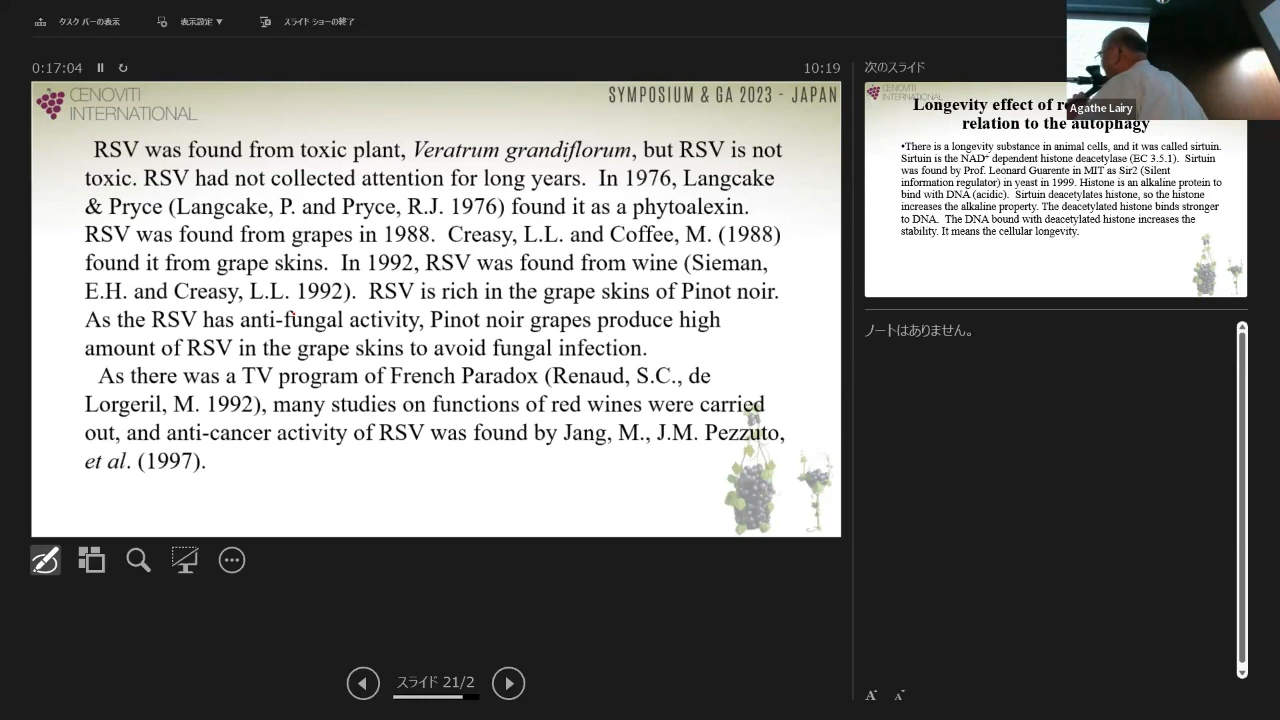 タスク バーの表示
表示設定 ▼
スライド ショーの終了
0:17:04
10:19
ŒNOVITI
INTERNATIONAL
SYMPOSIUM & GA 2023 - JAPAN
RSV was found from toxic plant, Veratrum grandiflorum, but RSV is not
toxic. RSV had not collected attention for long years. In 1976, Langcake
& Pryce (Langcake, P. and Pryce, R.J. 1976) found it as a phytoalexin.
RSV was found from grapes in 1988. Creasy, L.L. and Coffee, M. (1988)
found it from grape skins. In 1992, RSV was found from wine (Sieman,
E.H. and Creasy, L.L. 1992). RSV is rich in the grape skins of Pinot noir.
As the RSV has anti-fungal activity, Pinot noir grapes produce high
amount of RSV in the grape skins to avoid fungal infection.
As there was a TV program of French Paradox (Renaud, S.C., de
Lorgeril, M. 1992), many studies on functions of red wines were carried
out, and anti-cancer activity of RSV was found by Jang, M., J.M. Pezzuto,
et al. (1997).
スライド 21/2
次のスライド
Agathe Lairy
ŒNOVITI
INTERNATIONAL
Longevity effect of
relation to the autophagy
•There is a longevity substance in animal cells, and it was called sirtuin.
Sirtuin is the NAD+ dependent histone deacetylase (EC 3.5.1). Sirtuin
was found by Prof. Leonard Guarente in MIT as Sir2 (Silent
information regulator) in yeast in 1999. Histone is an alkaline protein to
bind with DNA (acidic). Sirtuin deacetylates histone, so the histone
increases the alkaline property. The deacetylated histone binds stronger
to DNA. The DNA bound with deacetylated histone increases the
stability. It means the cellular longevity.
ノートはありません。
A A